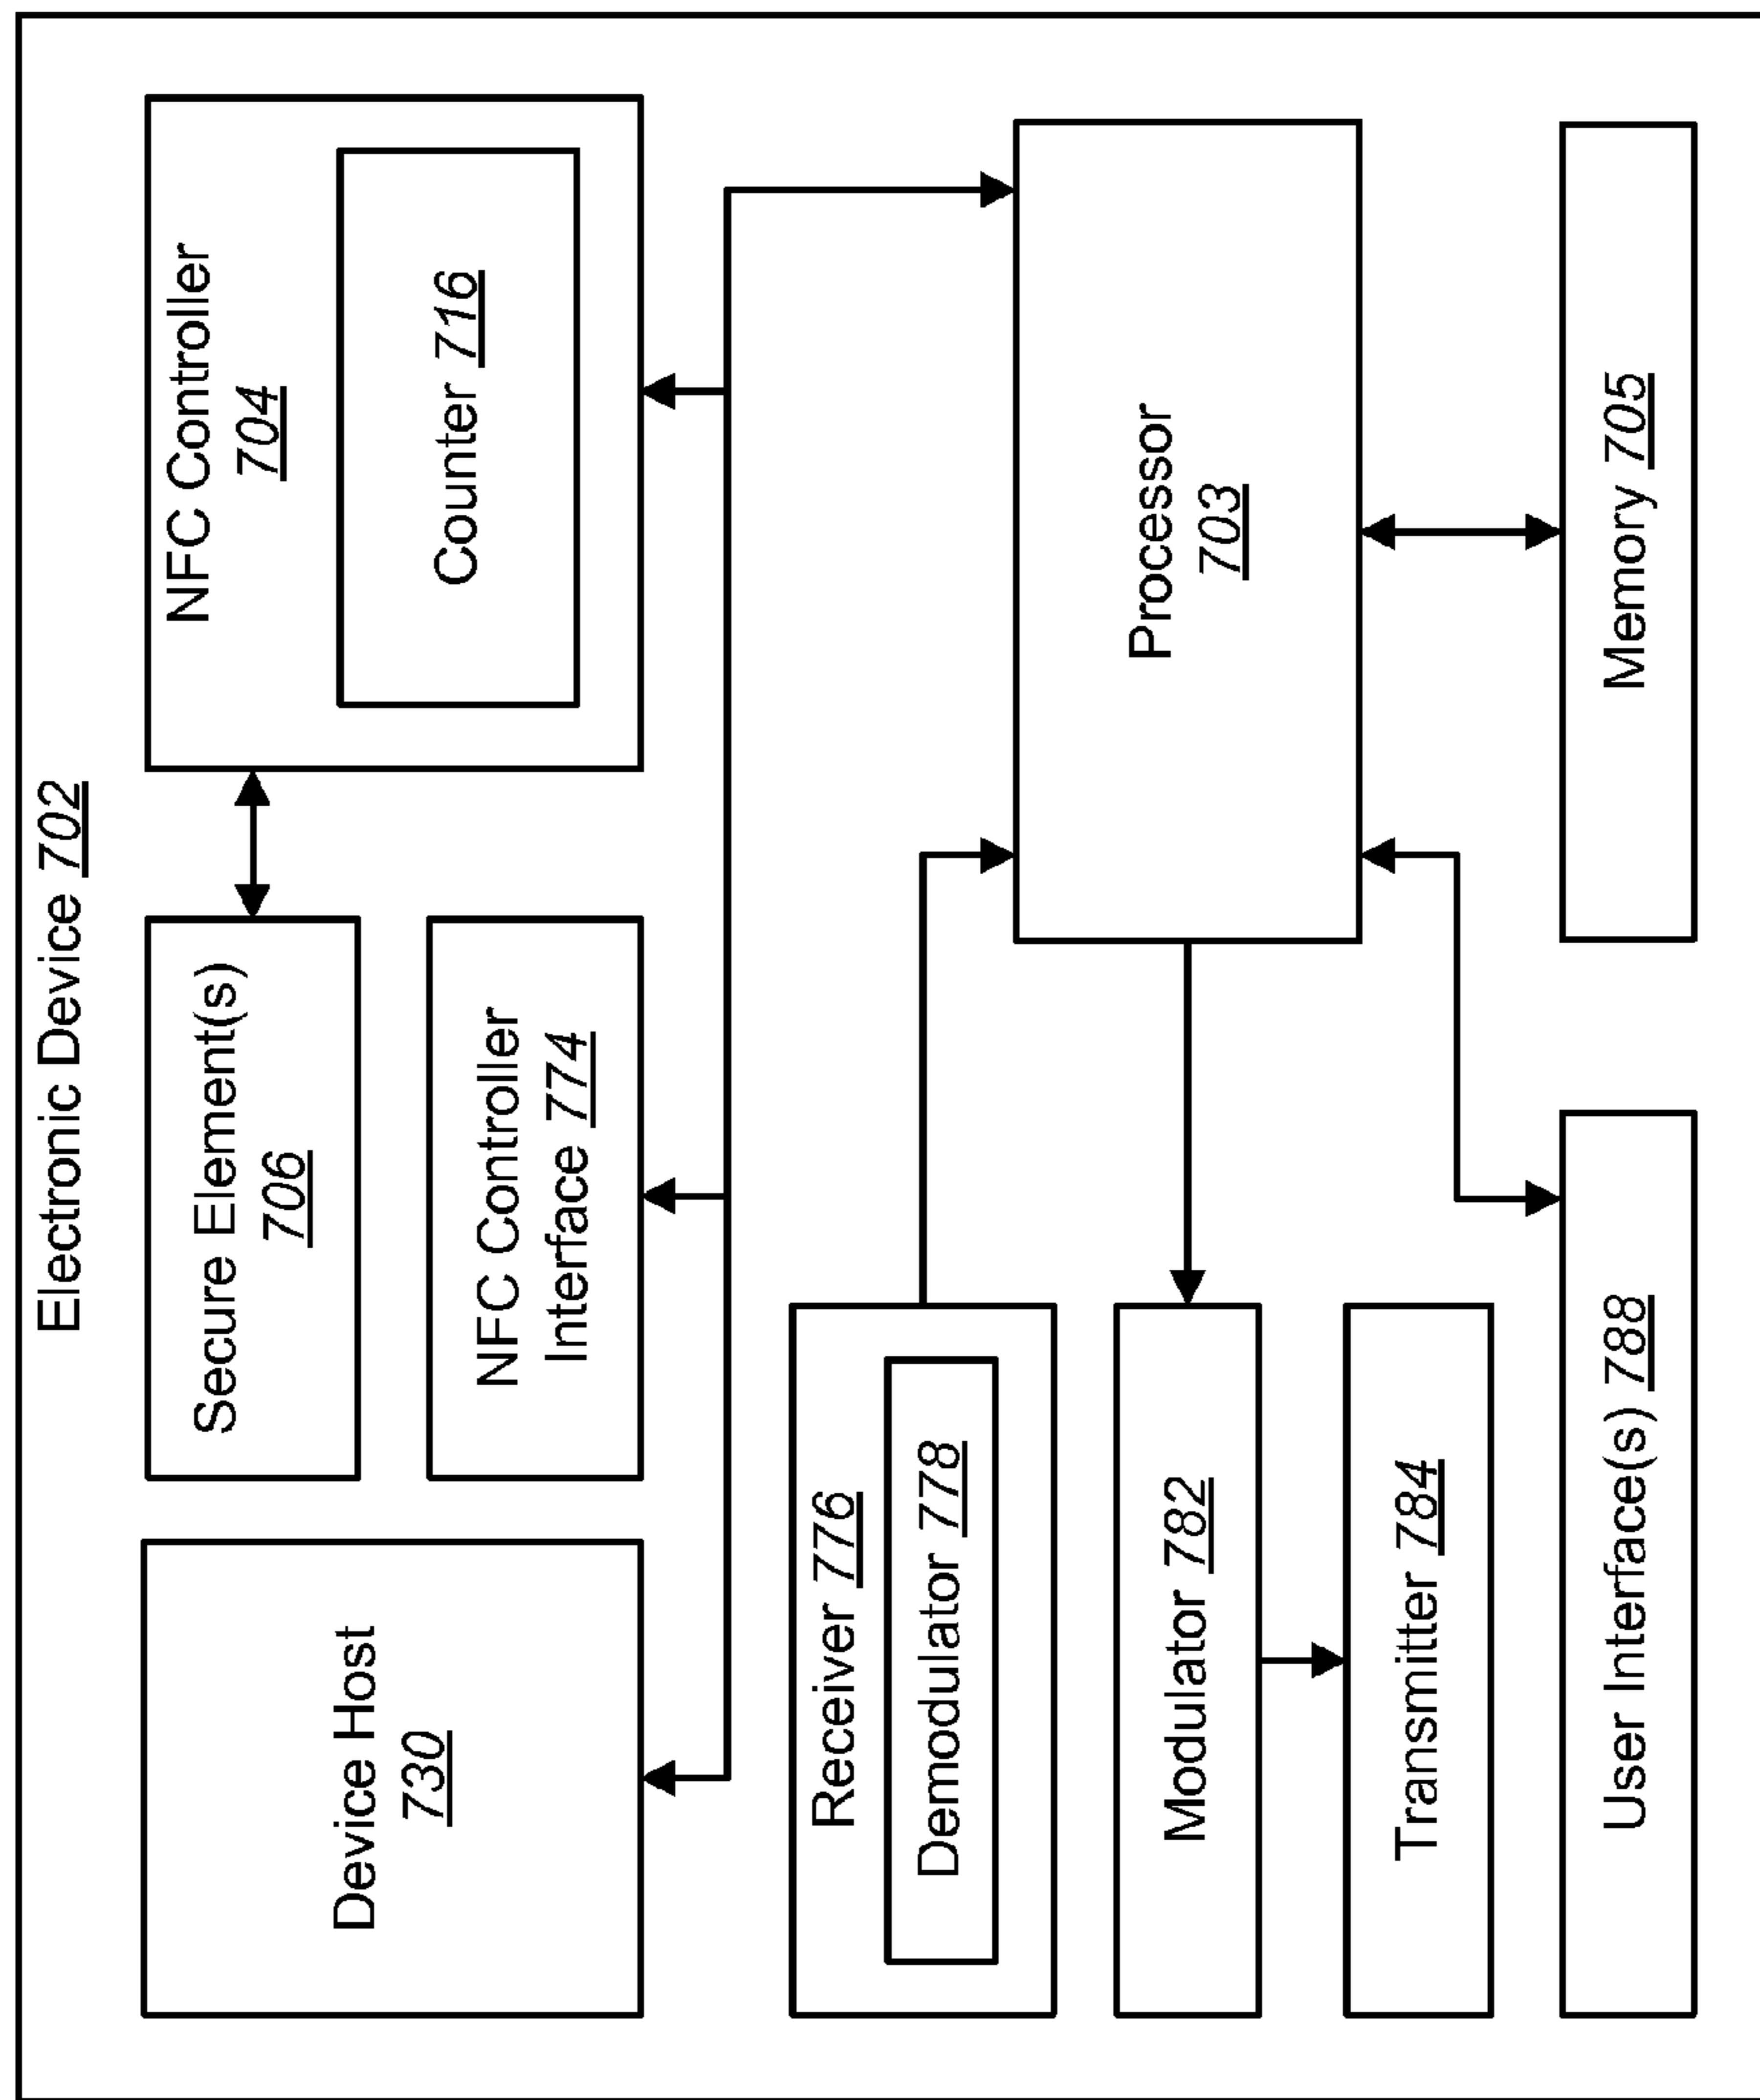 Electronic Device 702
Device Host
730
Secure Element(s)
706
NFC Controller
Interface 774
NFC Controller
704
Counter 716
Receiver 776
Demodulator 778
Modulator 782
Transmitter 784
Processor
703
User Interface(s) 788
Memory 705